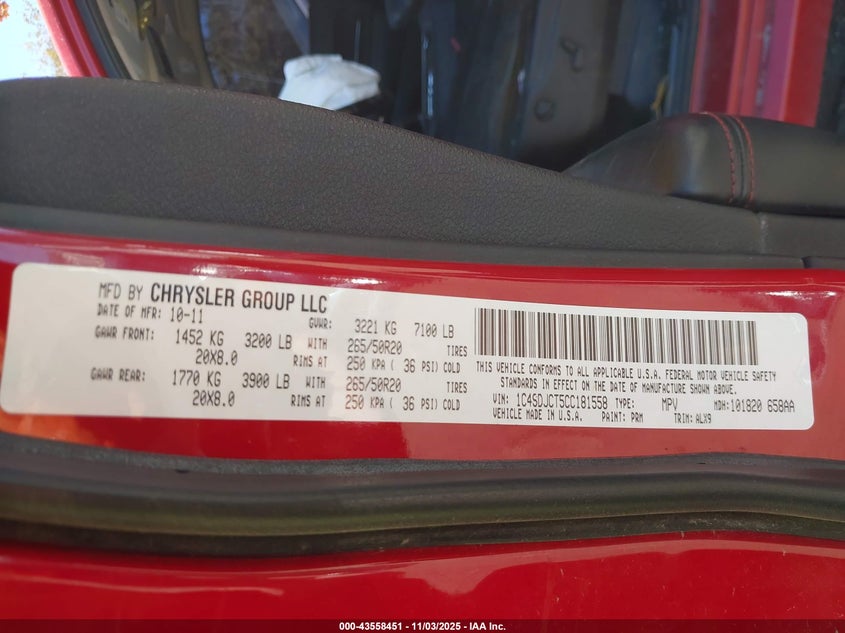 MFD BY CHRYSLER GROUP LLC
DATE OF MFR: 10-11 GVWR: 3221 KG 7100 LB
GAWR FRONT: 1452 KG 3200 LB WITH 265/50R20 TIRES
20X8.0 RIMS AT 250 KPA ( 36 PSI) COLD
GAWR REAR: 1770 KG 3900 LB WITH 265/50R20 TIRES
20X8.0 RIMS AT 250 KPA ( 36 PSI) COLD
THIS VEHICLE CONFORMS TO ALL APPLICABLE U.S.A. FEDERAL MOTOR VEHICLE SAFETY
STANDARDS IN EFFECT ON THE DATE OF MANUFACTURE SHOWN ABOVE.
VIN: 1C4SDJCT5CC181558 TYPE: MPV MDH: 101820 658AA
VEHICLE MADE IN U.S.A. PAINT: PRM TRIM: ALX9
000-43558451 - 11/03/2025 - IAA Inc.